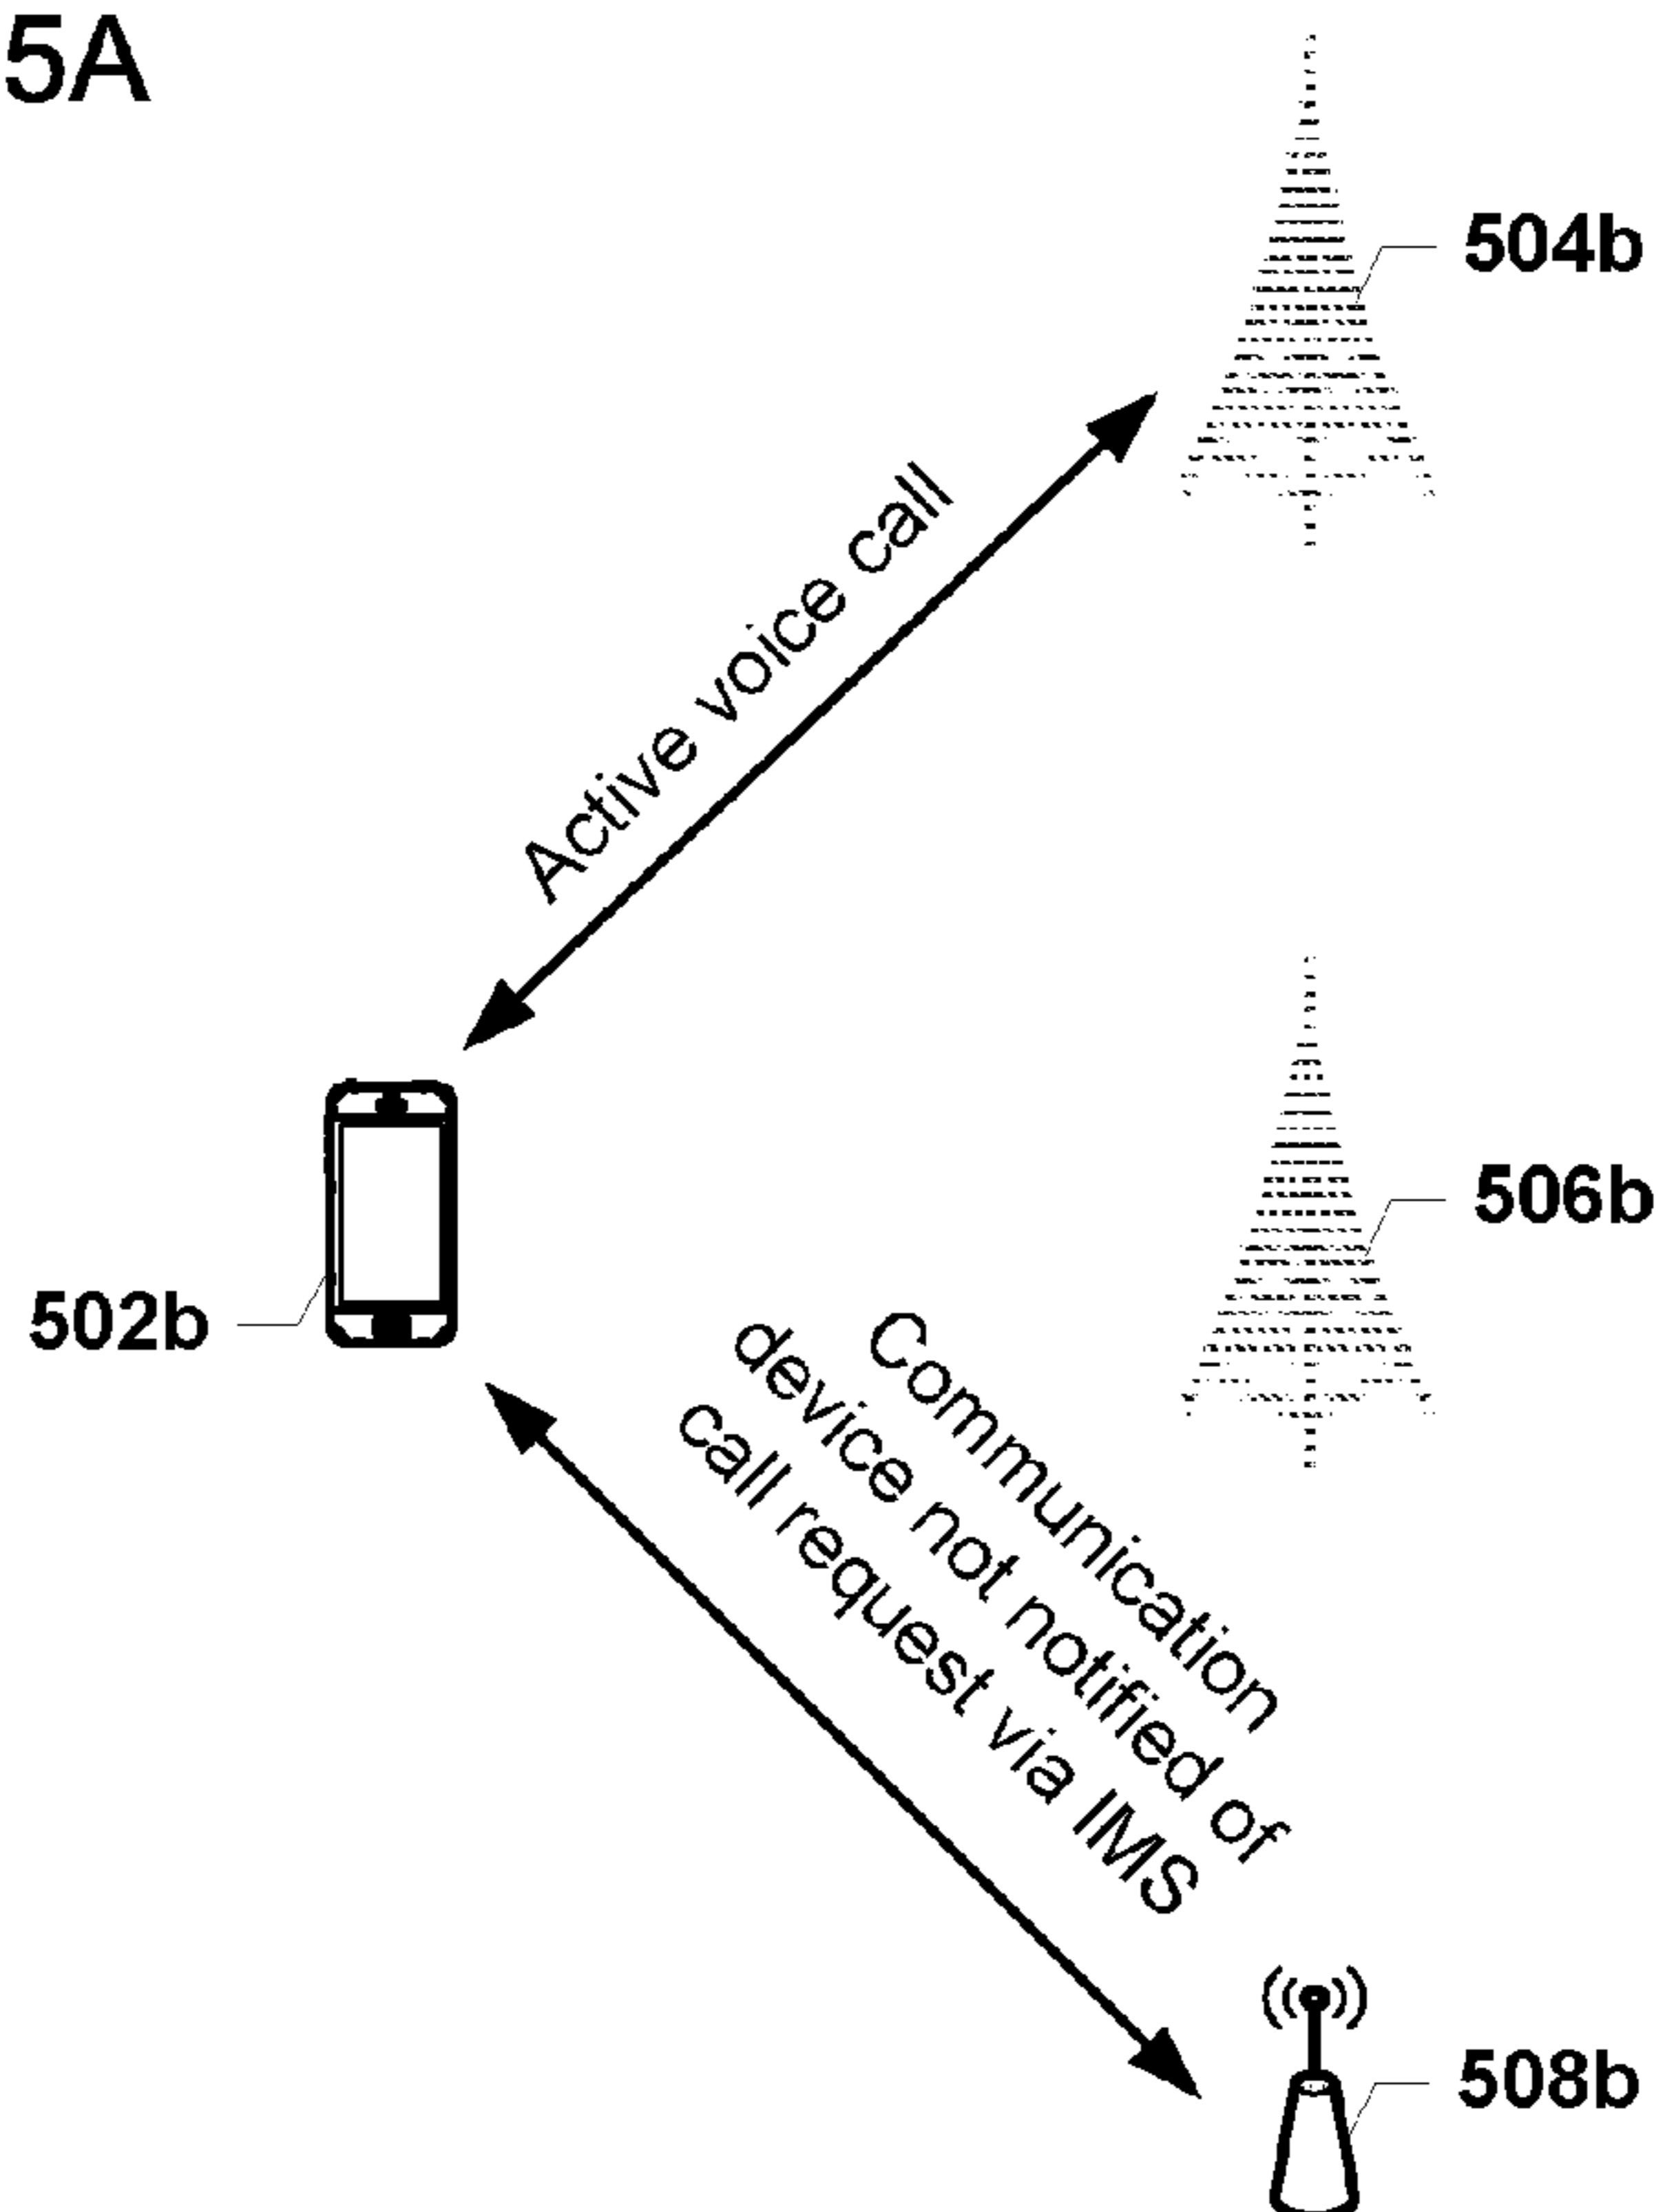 5A
504b
Active voice call
506b
502b
Communication
device not notified of
call request via IMS
508b